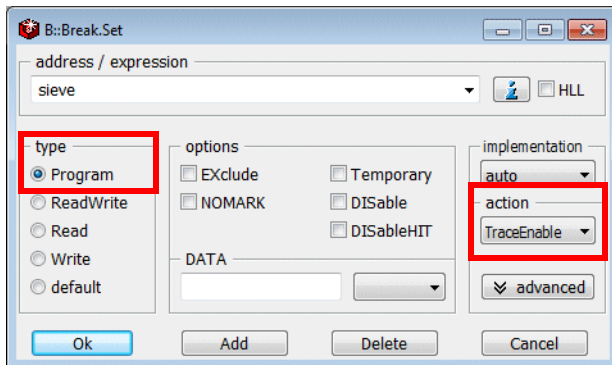 B::Break.Set
address / expression
sieve
i HLL
type
Program
ReadWrite
Read
Write
default
options
EXclude
Temporary
NOMARK
DISable
DISableHIT
DATA
implementation
auto
action
TraceEnable
advanced
Ok Add Delete Cancel